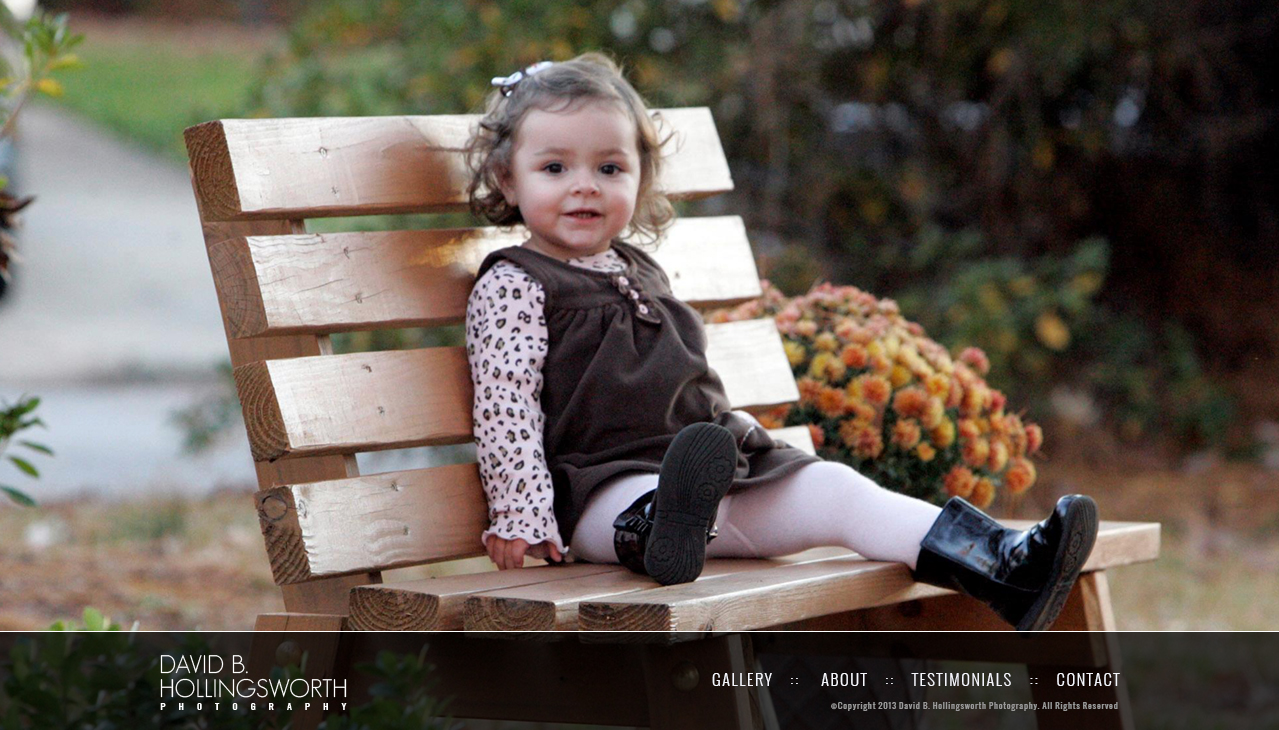 DAVID B.
HOLLINGSWORTH
PHOTOGRAPHY
GALLERY :: ABOUT :: TESTIMONIALS :: CONTACT
©Copyright 2013 David B. Hollingsworth Photography. All Rights Reserved